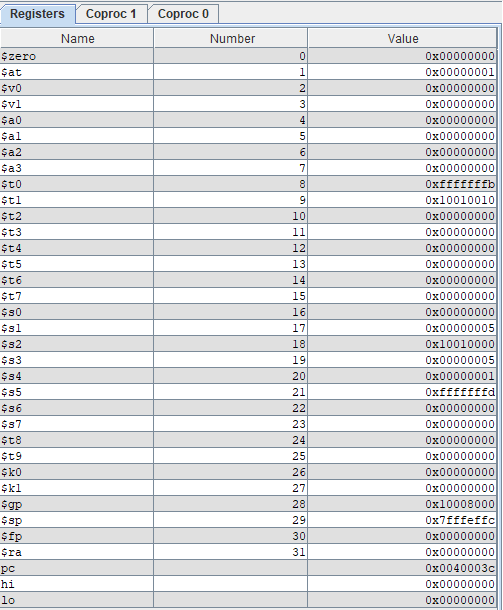 Registers Coproc 1 Coproc 0
Name Number Value
$zero 0 0x00000000
$at 1 0x00000001
$v0 2 0x00000000
$v1 3 0x00000000
$a0 4 0x00000000
$a1 5 0x00000000
$a2 6 0x00000000
$a3 7 0x00000000
$t0 8 0xfffffffb
$t1 9 0x10010010
$t2 10 0x00000000
$t3 11 0x00000000
$t4 12 0x00000000
$t5 13 0x00000000
$t6 14 0x00000000
$t7 15 0x00000000
$s0 16 0x00000000
$s1 17 0x00000005
$s2 18 0x10010000
$s3 19 0x00000005
$s4 20 0x00000001
$s5 21 0xfffffffd
$s6 22 0x00000000
$s7 23 0x00000000
$t8 24 0x00000000
$t9 25 0x00000000
$k0 26 0x00000000
$k1 27 0x00000000
$gp 28 0x10008000
$sp 29 0x7fffeffc
$fp 30 0x00000000
$ra 31 0x00000000
pc 0x0040003c
hi 0x00000000
lo 0x00000000